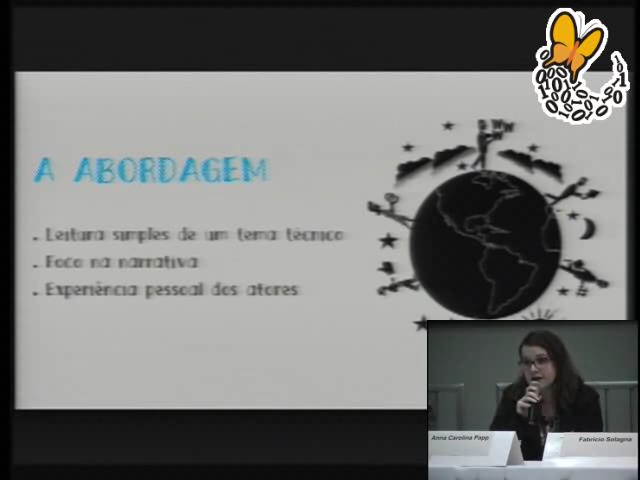 A ABORDAGEM
. Leitura simples de um tema técnico
. Foco na narrativa
. Experiência pessoal dos atores
Anna Carolina Papp
Fabricio Solagna